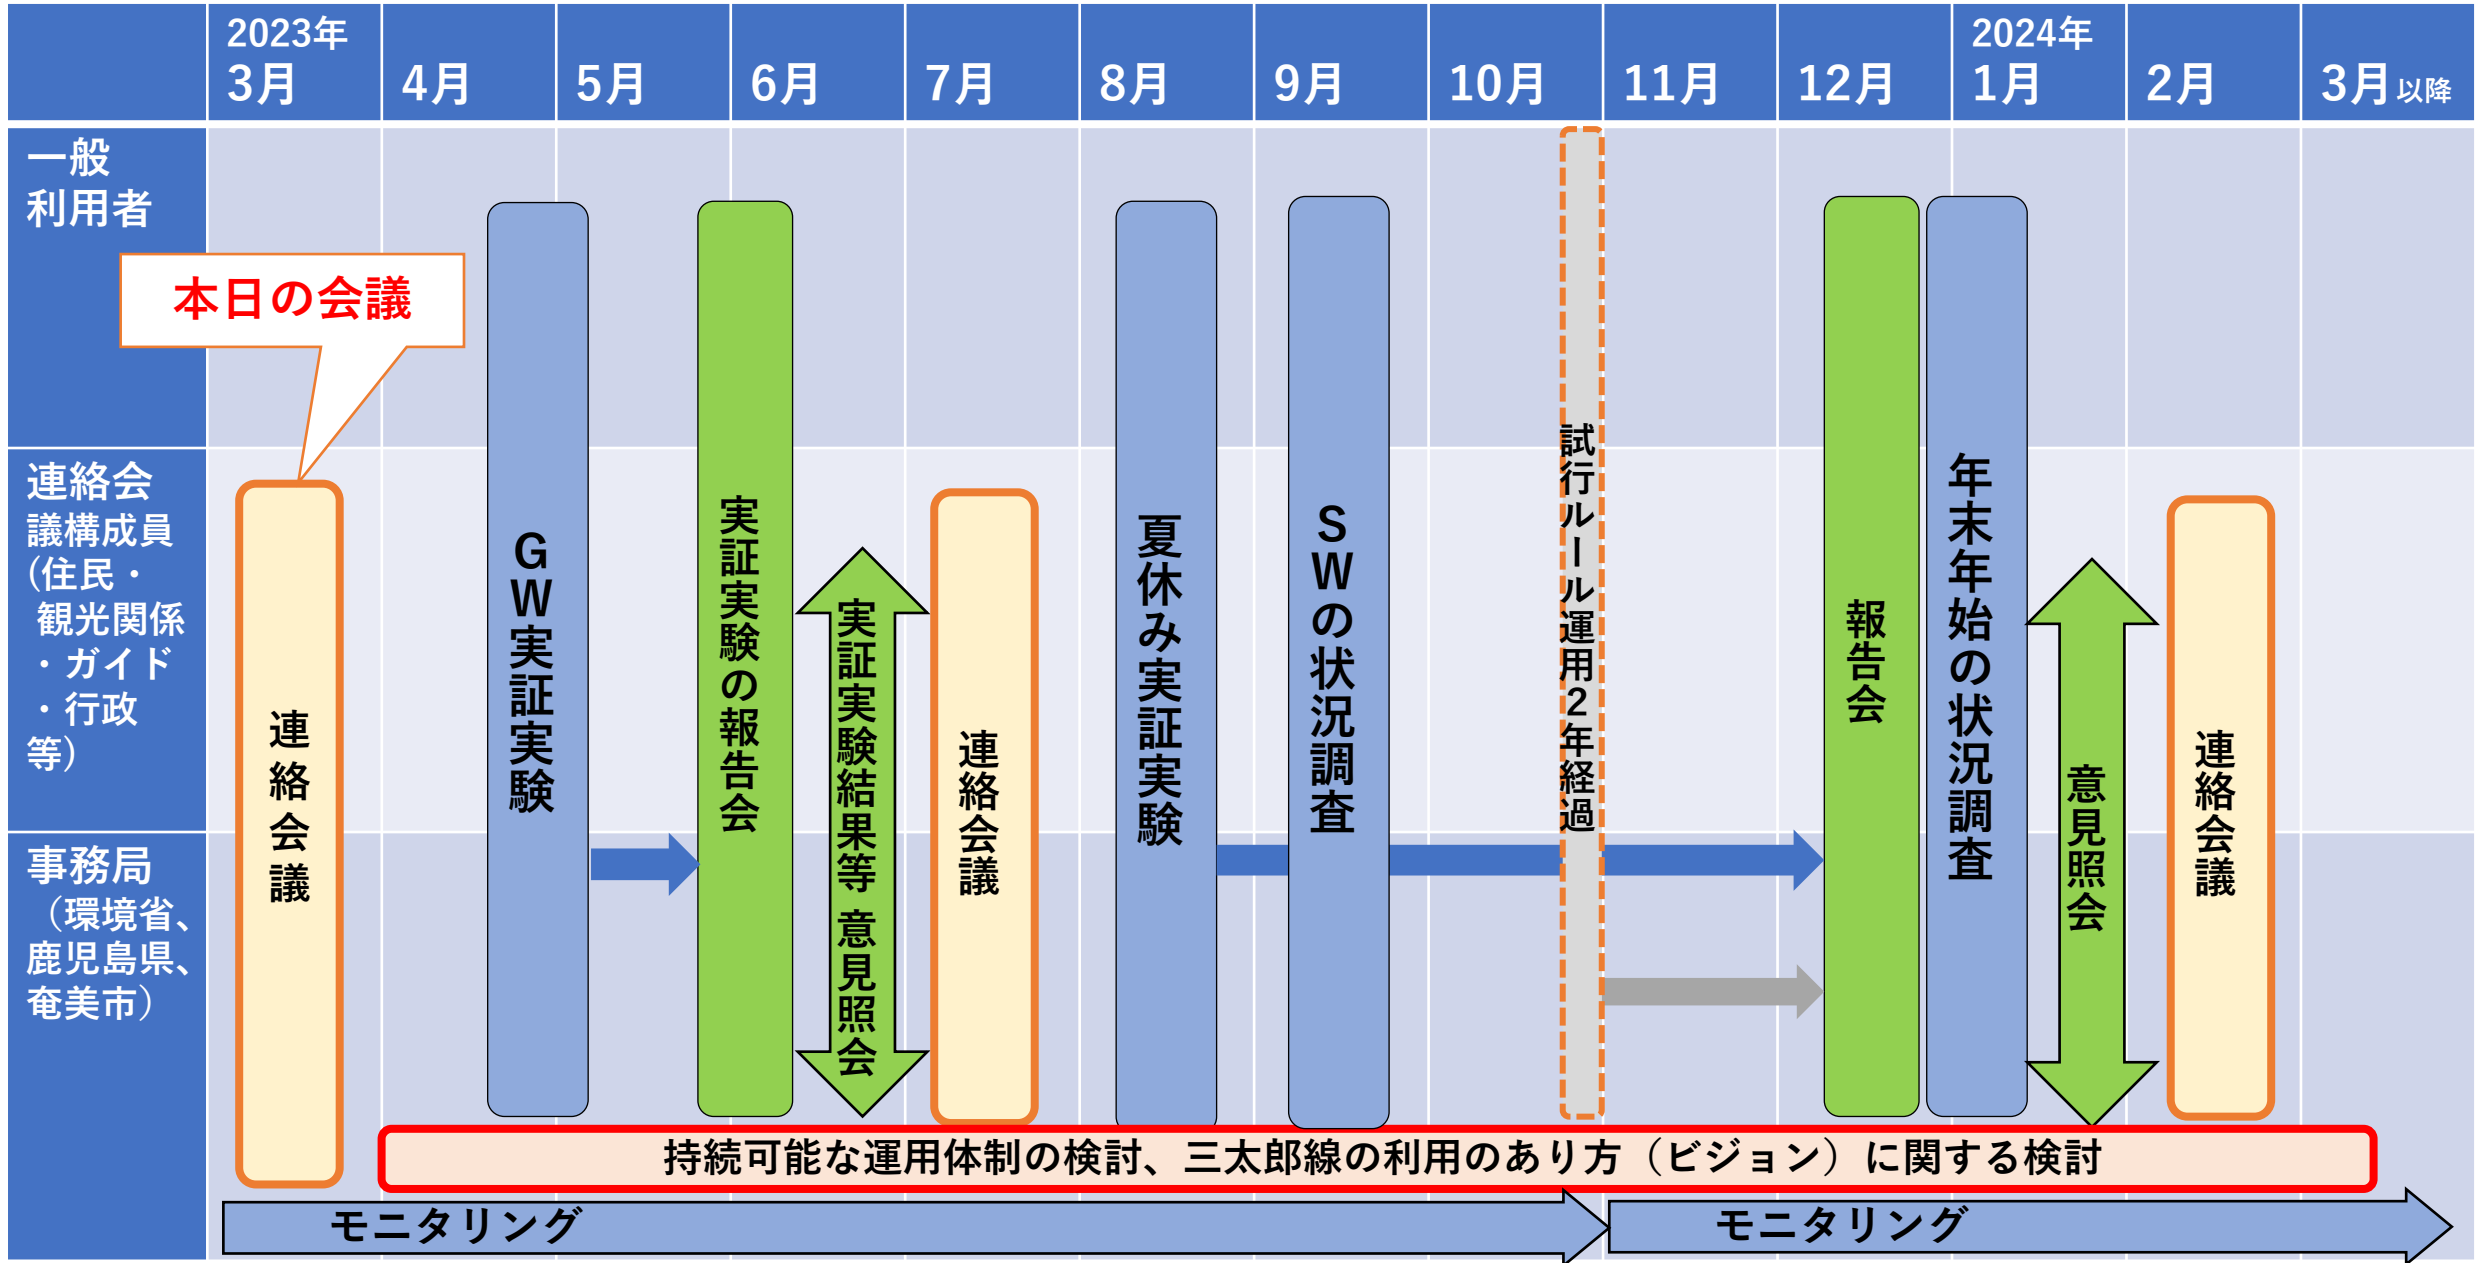 2023年
3月
4月
5月
6月
7月
8月
9月
10月
11月
12月
2024年
1月
2月
3月以降
一般
利用者
本日の会議
連絡会
議構成員
(住民・
観光関係
・ガイド
・行政
等)
事務局
（環境省、
鹿児島県、
奄美市）
連絡会議
GW実証実験
実証実験の報告会
実証実験結果等 意見照会
連絡会議
夏休み実証実験
SWの状況調査
試行ルール運用2年経過
報告会
年末年始の状況調査
意見照会
連絡会議
持続可能な運用体制の検討、三太郎線の利用のあり方（ビジョン）に関する検討
モニタリング
モニタリング